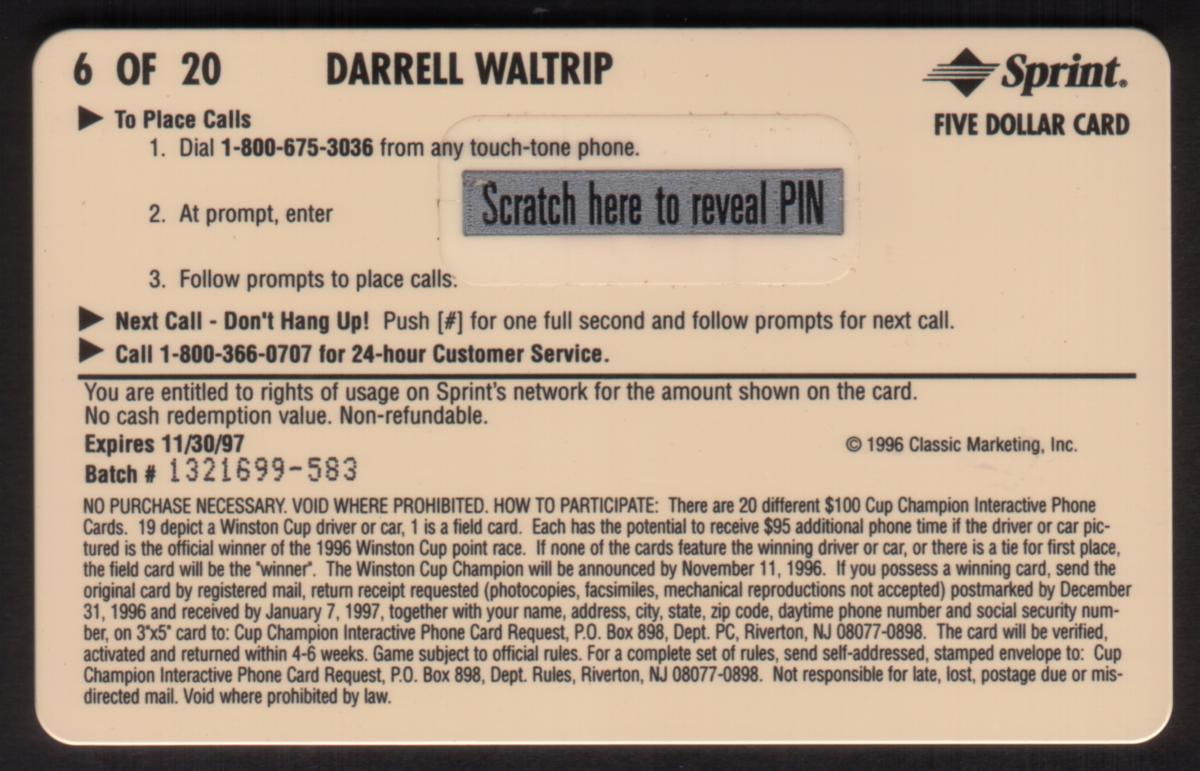 6 OF 20 DARRELL WALTRIP Sprint.
FIVE DOLLAR CARD
To Place Calls
1. Dial 1-800-675-3036 from any touch-tone phone.
Scratch here to reveal PIN
2. At prompt, enter
3. Follow prompts to place calls.
Next Call - Don't Hang Up! Push [#] for one full second and follow prompts for next call.
Call 1-800-366-0707 for 24-hour Customer Service.
You are entitled to rights of usage on Sprint's network for the amount shown on the card.
No cash redemption value. Non-refundable.
Expires 11/30/97 © 1996 Classic Marketing, Inc.
Batch # 1321699-583
NO PURCHASE NECESSARY. VOID WHERE PROHIBITED. HOW TO PARTICIPATE: There are 20 different $100 Cup Champion Interactive Phone
Cards. 19 depict a Winston Cup driver or car, 1 is a field card. Each has the potential to receive $95 additional phone time if the driver or car pic-
tured is the official winner of the 1996 Winston Cup point race. If none of the cards feature the winning driver or car, or there is a tie for first place,
the field card will be the "winner". The Winston Cup Champion will be announced by November 11, 1996. If you possess a winning card, send the
original card by registered mail, return receipt requested (photocopies, facsimiles, mechanical reproductions not accepted) postmarked by December
31, 1996 and received by January 7, 1997, together with your name, address, city, state, zip code, daytime phone number and social security num-
ber, on 3"x5" card to: Cup Champion Interactive Phone Card Request, P.O. Box 898, Dept. PC, Riverton, NJ 08077-0898. The card will be verified,
activated and returned within 4-6 weeks. Game subject to official rules. For a complete set of rules, send self-addressed, stamped envelope to: Cup
Champion Interactive Phone Card Request, P.O. Box 898, Dept. Rules, Riverton, NJ 08077-0898. Not responsible for late, lost, postage due or mis-
directed mail. Void where prohibited by law.